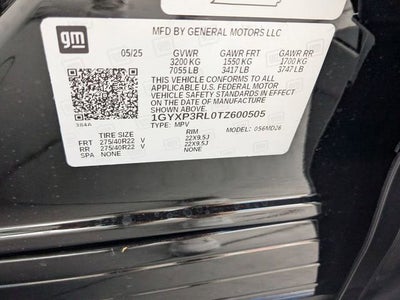 gm
MFD BY GENERAL MOTORS LLC
05/25 GVWR GAWR FRT GAWR RR
3200 KG 1550 KG 1700 KG
7055 LB 3417 LB 3747 LB
THIS VEHICLE CONFORMS TO ALL
APPLICABLE U.S. FEDERAL MOTOR
VEHICLE SAFETY STANDARDS IN EFFECT
ON THE DATE OF MANUFACTURE
SHOWN ABOVE.
1GYXP3RL0TZ600505
TYPE: MPV MODEL: 056MD26
TIRE SIZE RIM
FRT 275/40R22 V 22X9.5J
RR 275/40R22 V 22X9.5J
SPA NONE NONE